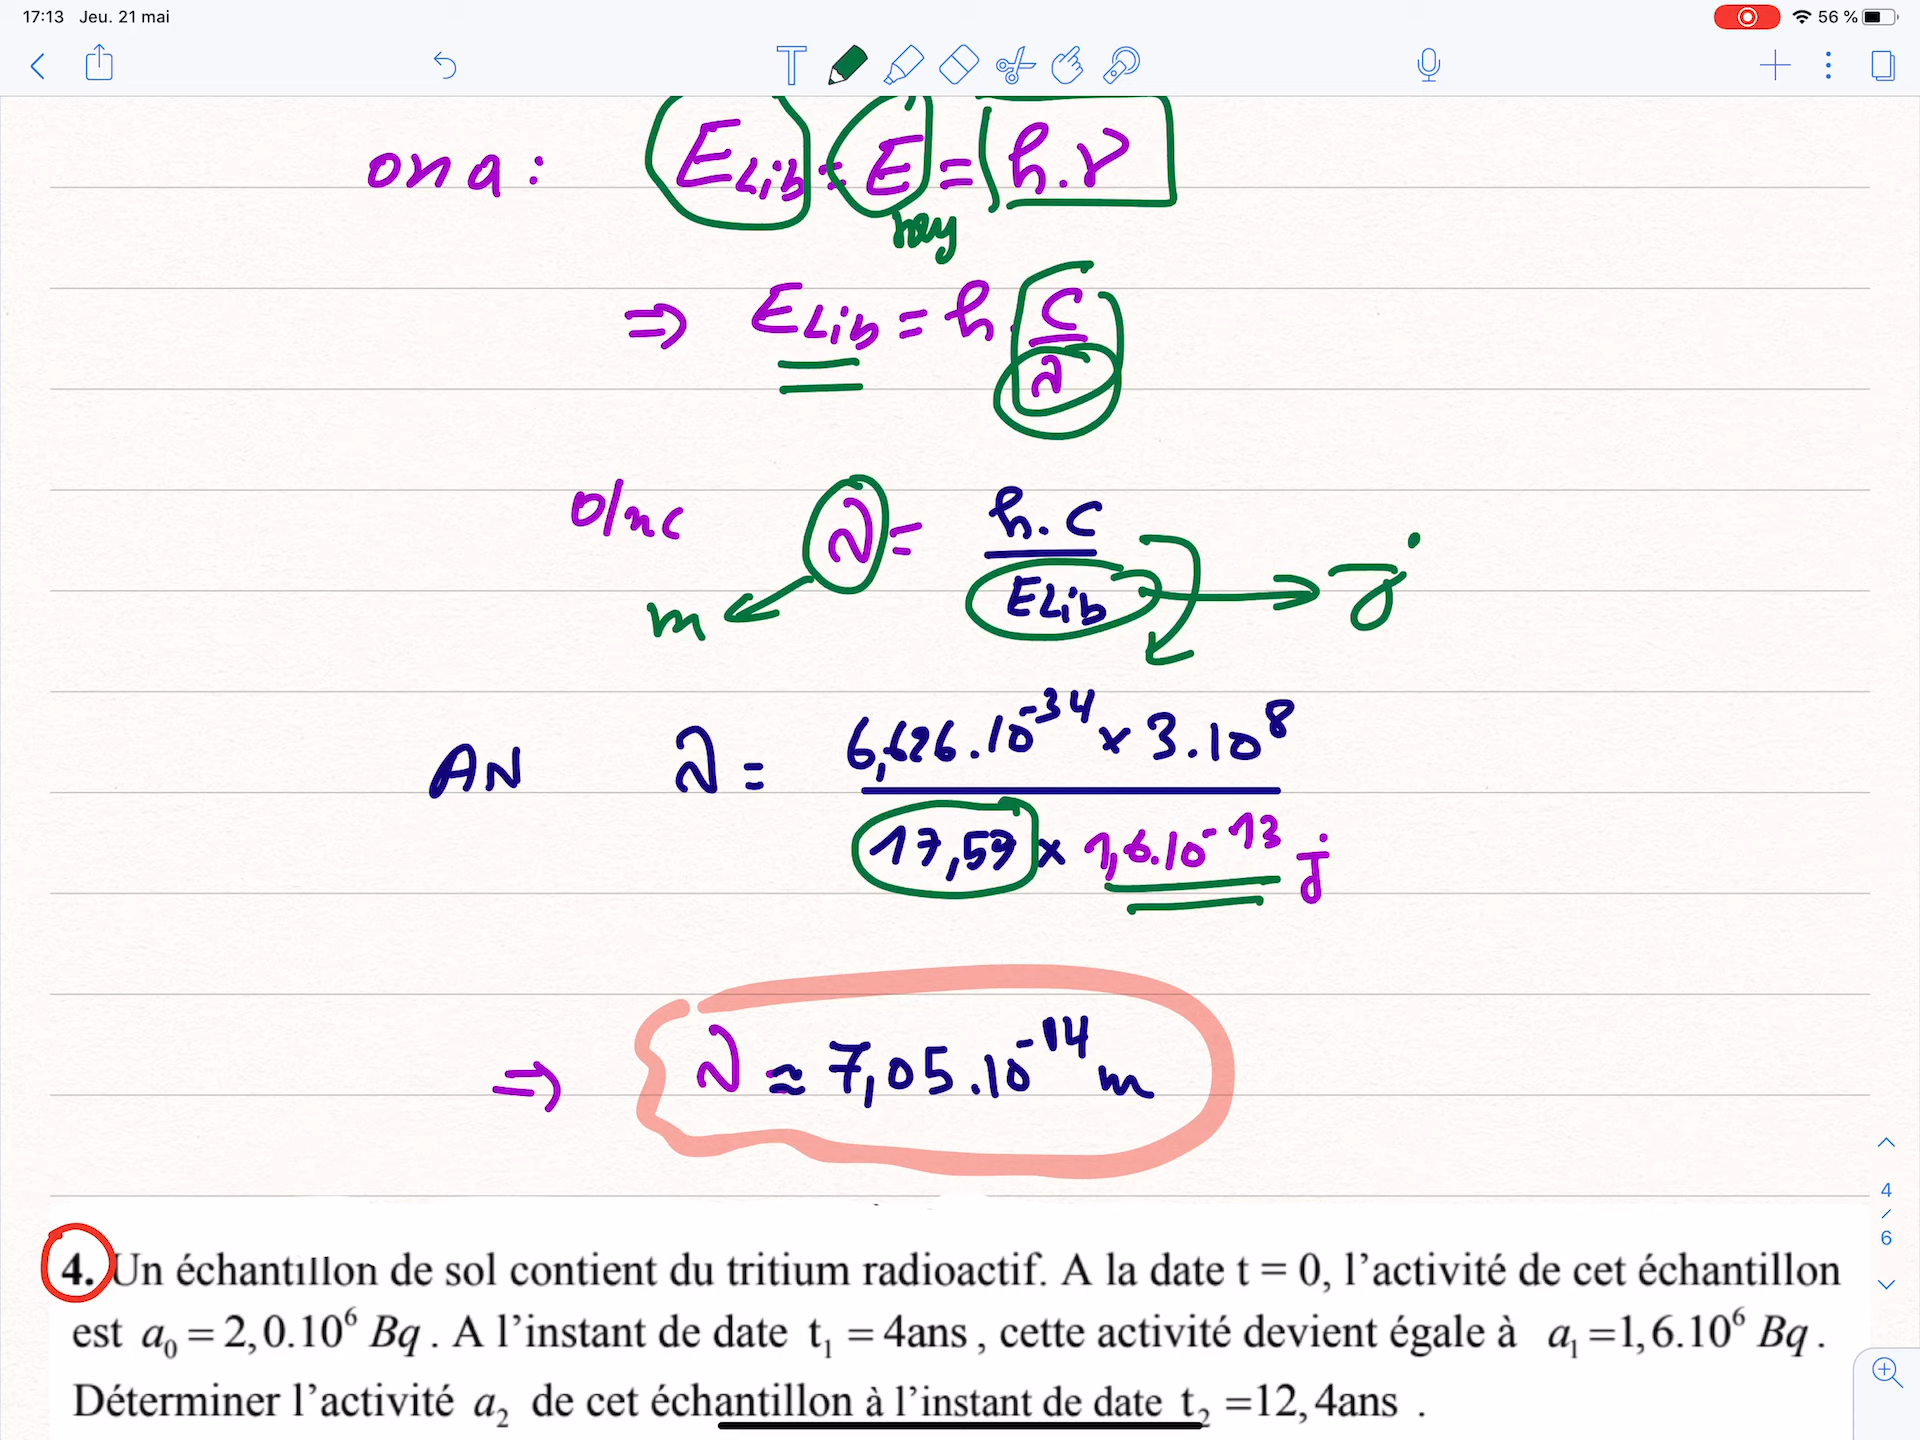 17:13 Jeu. 21 mai
56 %
on a : ELib = E = h.ν
ray
⇒ ELib = h . c/λ
Donc λ = h.c / ELib → j
m
AN λ = 6,626.10⁻³⁴ x 3.10⁸
17,59 x 1,6.10⁻¹³ j
⇒ λ ≈ 7,05.10⁻¹⁴ m
4
/
6
4. Un échantillon de sol contient du tritium radioactif. A la date t = 0, l’activité de cet échantillon
est a₀ = 2,0.10⁶ Bq . A l’instant de date t₁ = 4ans , cette activité devient égale à a₁ =1,6.10⁶ Bq .
Déterminer l’activité a₂ de cet échantillon à l’instant de date t₂ =12,4ans .